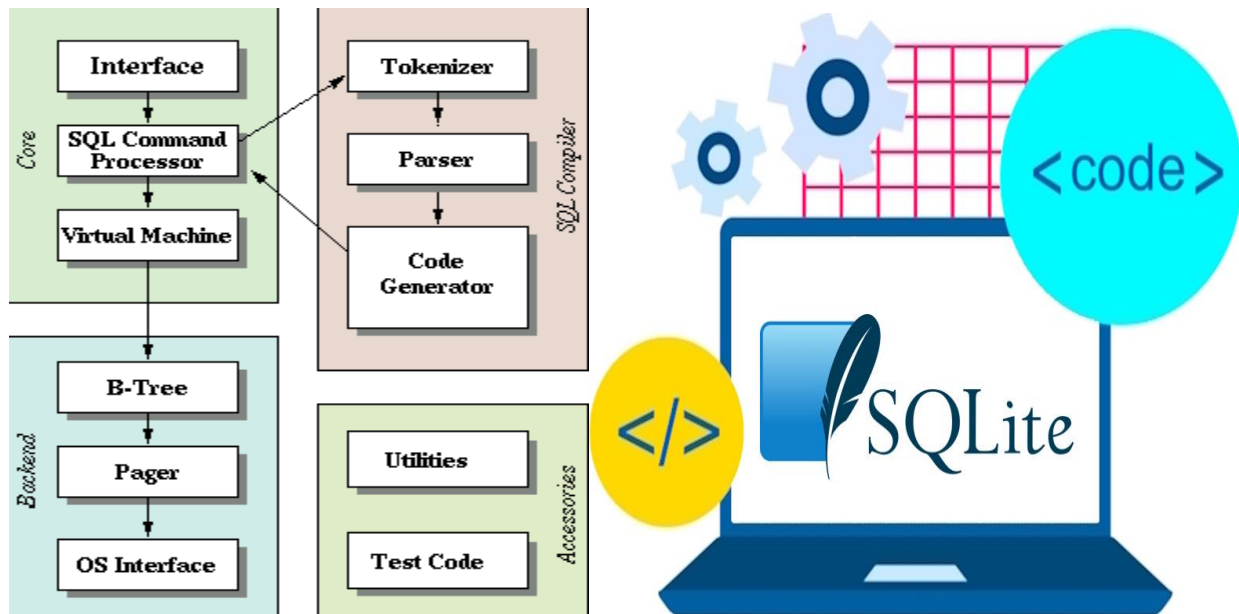 Interface
SQL Command
Processor
Virtual Machine
Core
Tokenizer
Parser
Code
Generator
SQL Compiler
B-Tree
Pager
OS Interface
Backend
Utilities
Test Code
Accessories
<code>
</>
SQLite